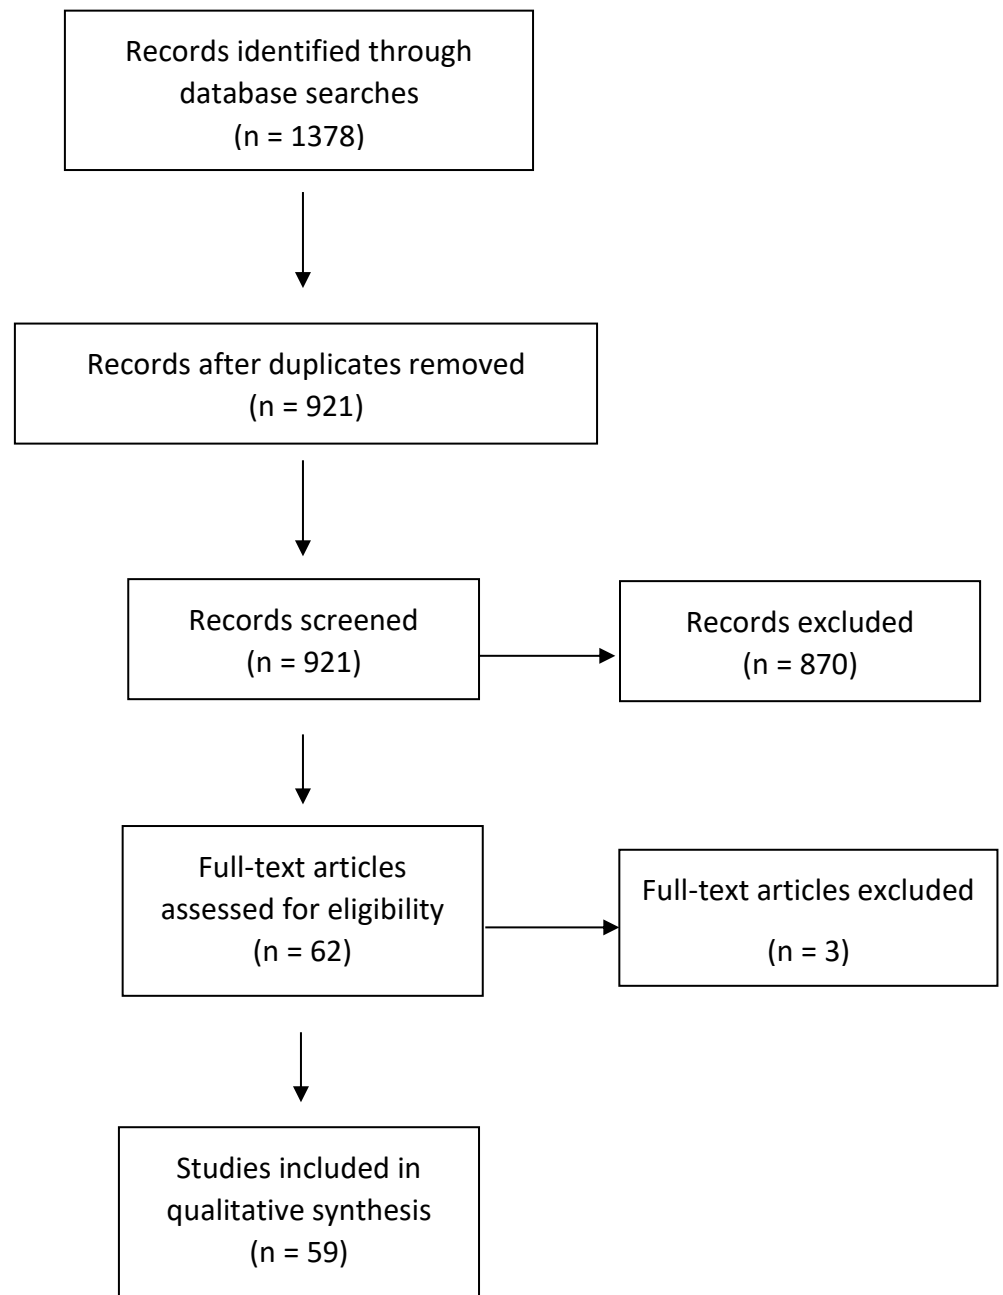 Records identified through
database searches
(n = 1378)
Records after duplicates removed
(n = 921)
Records screened
(n = 921)
Records excluded
(n = 870)
Full-text articles
assessed for eligibility
(n = 62)
Full-text articles excluded
(n = 3)
Studies included in
qualitative synthesis
(n = 59)